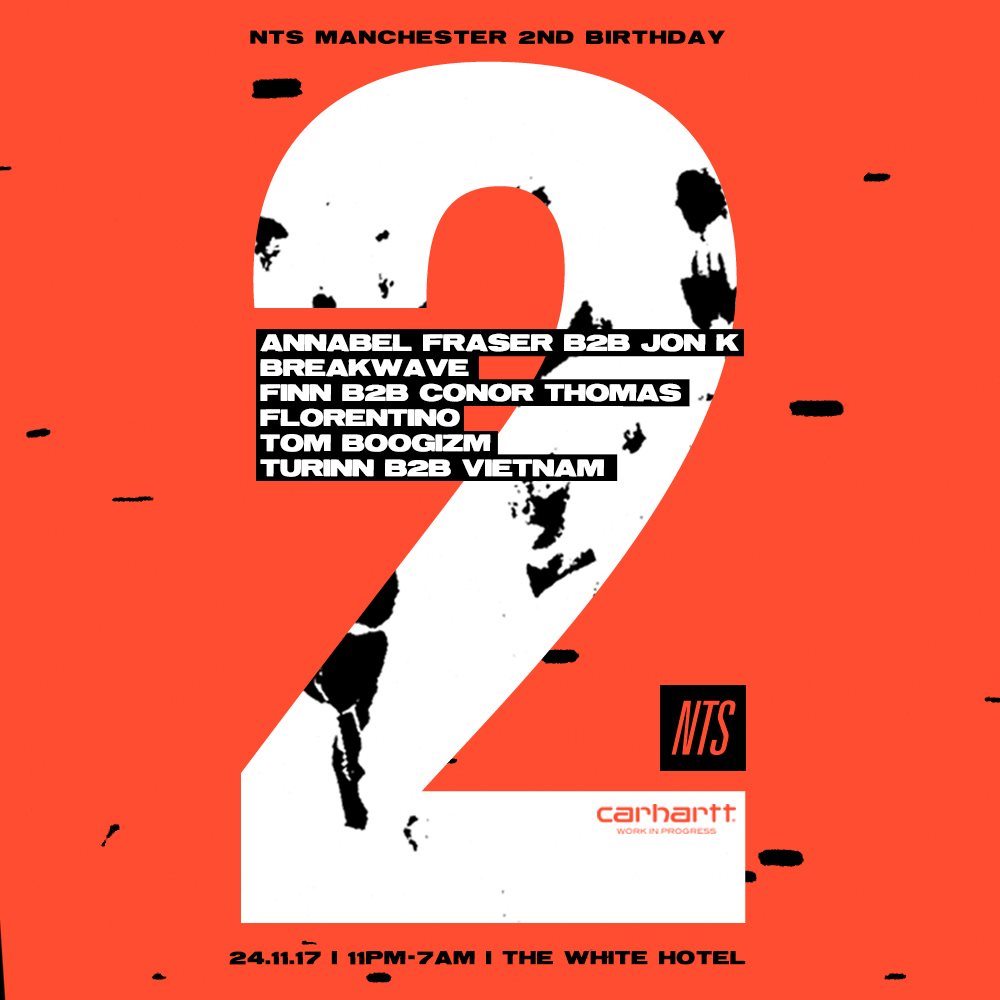 NTS MANCHESTER 2ND BIRTHDAY
2
ANNABEL FRASER B2B JON K
BREAKWAVE
FINN B2B CONOR THOMAS
FLORENTINO
TOM BOOGIZM
TURINN B2B VIETNAM
NTS
carhartt
WORK IN PROGRESS
24.11.17 | 11PM-7AM | THE WHITE HOTEL